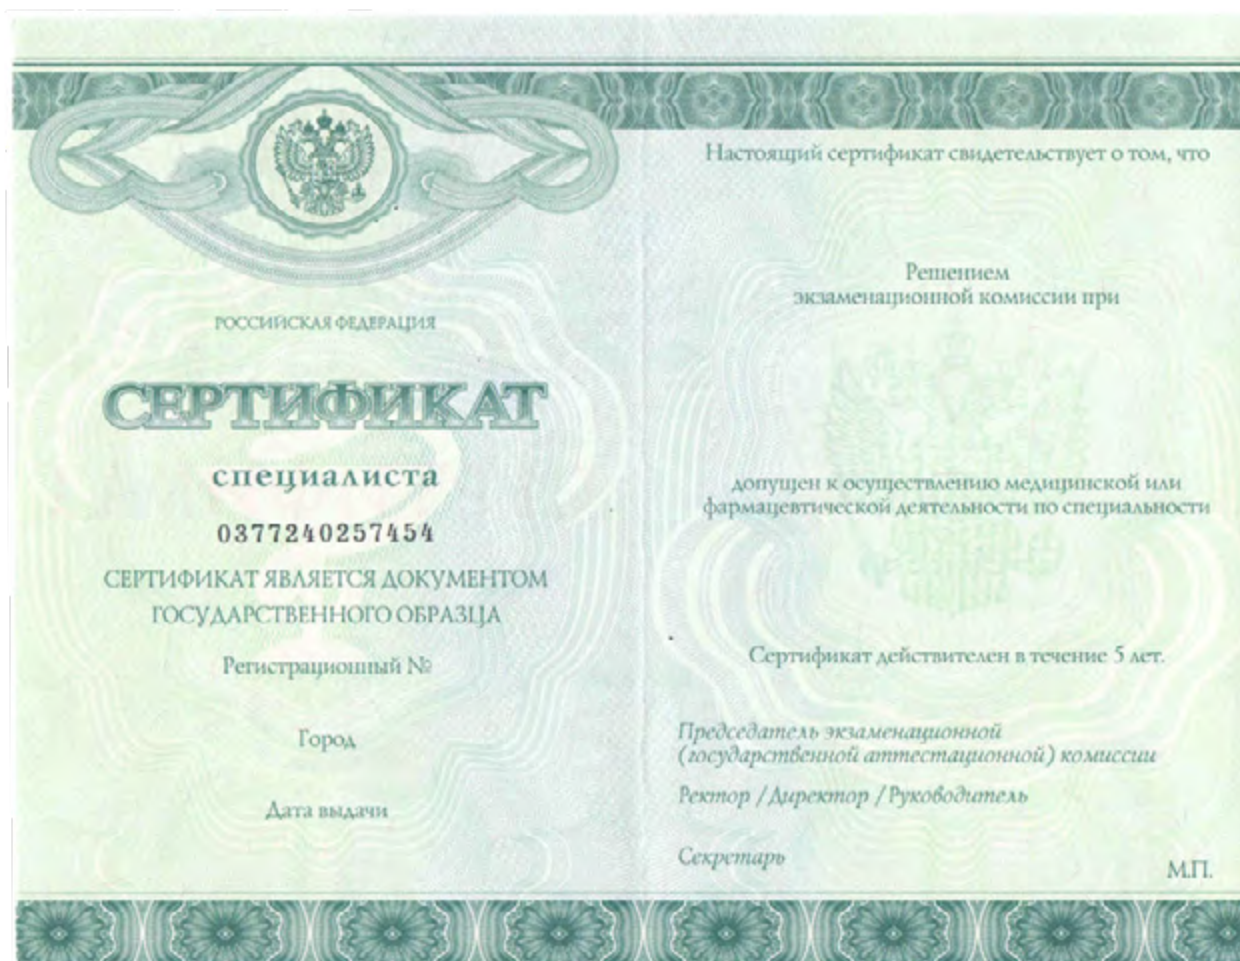 РОССИЙСКАЯ ФЕДЕРАЦИЯ
СЕРТИФИКАТ
специалиста
0377240257454
СЕРТИФИКАТ ЯВЛЯЕТСЯ ДОКУМЕНТОМ
ГОСУДАРСТВЕННОГО ОБРАЗЦА
Регистрационный №
Город
Дата выдачи
Настоящий сертификат свидетельствует о том, что
Решением
экзаменационной комиссии при
допущен к осуществлению медицинской или
фармацевтической деятельности по специальности
Сертификат действителен в течение 5 лет.
Председатель экзаменационной
(государственной аттестационной) комиссии
Ректор / Директор / Руководитель
Секретарь
М.П.